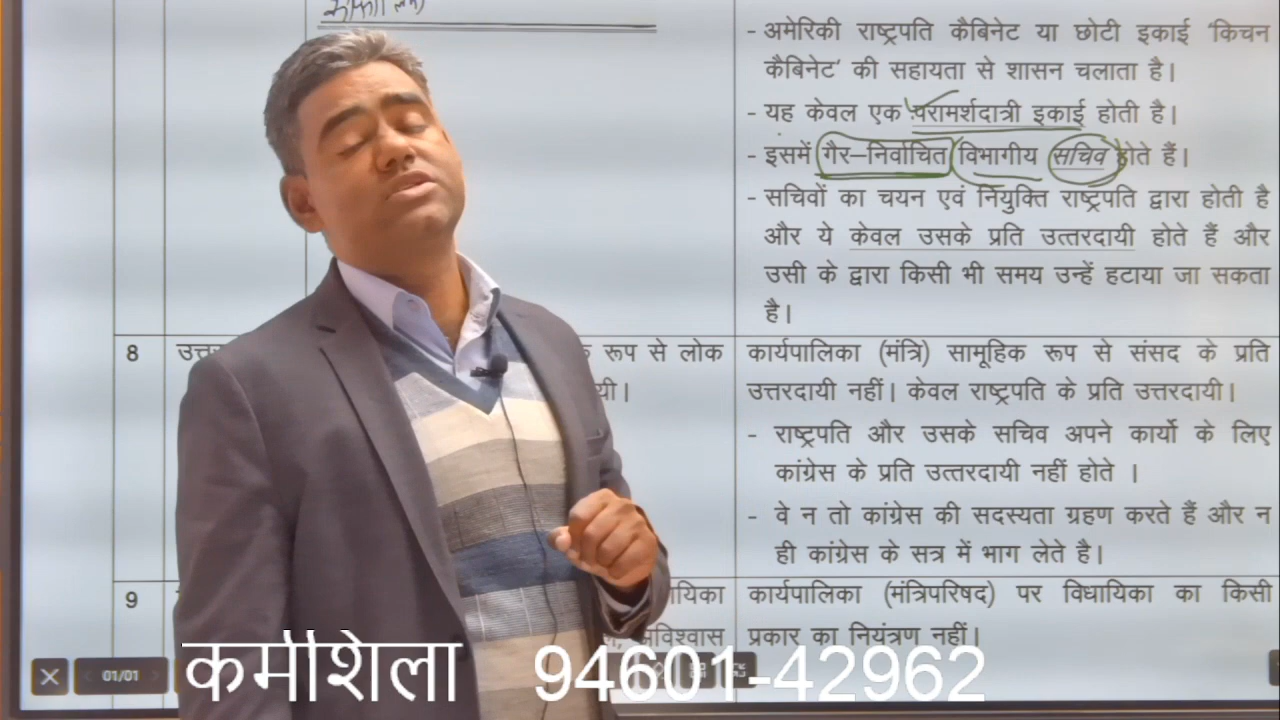 - अमेरिकी राष्ट्रपति कैबिनेट या छोटी इकाई 'किचन
कैबिनेट' की सहायता से शासन चलाता है।
- यह केवल एक परामर्शदात्री इकाई होती है।
- इसमें गैर–निर्वाचित विभागीय सचिव होते हैं।
- सचिवों का चयन एवं नियुक्ति राष्ट्रपति द्वारा होती है
और ये केवल उसके प्रति उत्तरदायी होते हैं और
उसी के द्वारा किसी भी समय उन्हें हटाया जा सकता
है।
8
रूप से लोक
कार्यपालिका (मंत्रि) सामूहिक रूप से संसद के प्रति
उत्तरदायी नहीं। केवल राष्ट्रपति के प्रति उत्तरदायी।
- राष्ट्रपति और उसके सचिव अपने कार्यो के लिए
कांग्रेस के प्रति उत्तरदायी नहीं होते ।
- वे न तो कांग्रेस की सदस्यता ग्रहण करते हैं और न
ही कांग्रेस के सत्र में भाग लेते है।
9
कार्यपालिका (मंत्रिपरिषद) पर विधायिका का किसी
अविश्वास
प्रकार का नियंत्रण नहीं।
01/01
कर्मशिला 94601-42962